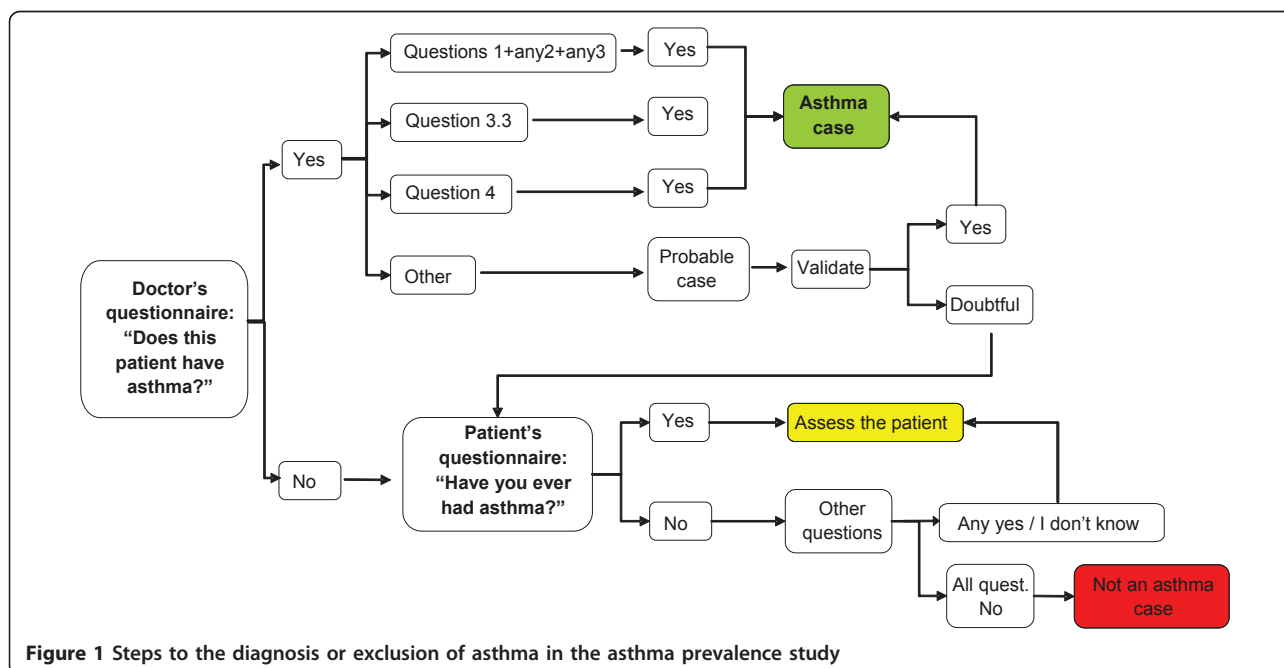 Questions 1+any2+any3
Yes
Question 3.3
Yes
Yes
Question 4
Yes
Asthma
case
Other
Probable
case
Validate
Yes
Doubtful
Doctor's
questionnaire:
“Does this
patient have
asthma?”
No
Patient's
questionnaire:
“Have you ever
had asthma?”
Yes
Assess the patient
No
Other
questions
Any yes / I don't know
All quest.
No
Not an asthma
case
Figure 1 Steps to the diagnosis or exclusion of asthma in the asthma prevalence study